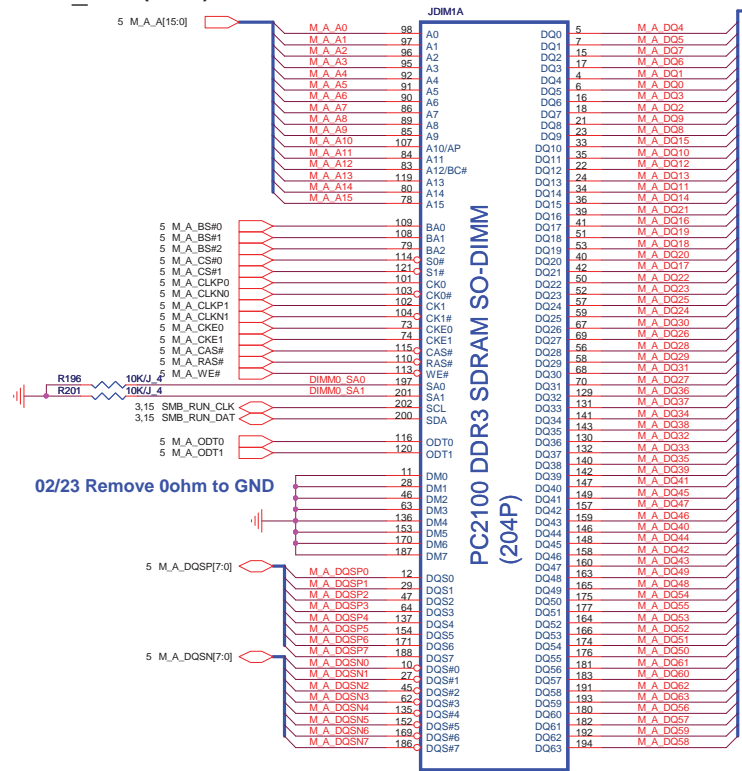 JDIM1A
5 M_A_A[15:0]
M_A_A0 98 A0
M_A_A1 97 A1
M_A_A2 96 A2
M_A_A3 95 A3
M_A_A4 92 A4
M_A_A5 91 A5
M_A_A6 90 A6
M_A_A7 86 A7
M_A_A8 89 A8
M_A_A9 85 A9
M_A_A10 107 A10/AP
M_A_A11 84 A11
M_A_A12 83 A12/BC#
M_A_A13 119 A13
M_A_A14 80 A14
M_A_A15 78 A15
5 M_A_BS#0 109 BA0
5 M_A_BS#1 108 BA1
5 M_A_BS#2 79 BA2
5 M_A_CS#0 114 S0#
5 M_A_CS#1 121 S1#
5 M_A_CLKP0 101 CK0
5 M_A_CLKN0 103 CK0#
5 M_A_CLKP1 102 CK1
5 M_A_CLKN1 104 CK1#
5 M_A_CKE0 73 CKE0
5 M_A_CKE1 74 CKE1
5 M_A_CAS# 115 CAS#
5 M_A_RAS# 110 RAS#
5 M_A_WE# 113 WE#
R196 10K/J_4 DIMM0_SA0 197 SA0
R201 10K/J_4 DIMM0_SA1 201 SA1
3,15 SMB_RUN_CLK 202 SCL
3,15 SMB_RUN_DAT 200 SDA
5 M_A_ODT0 116 ODT0
5 M_A_ODT1 120 ODT1
02/23 Remove 0ohm to GND
11 DM0
28 DM1
46 DM2
63 DM3
136 DM4
153 DM5
170 DM6
187 DM7
5 M_A_DQSP[7:0]
M_A_DQSP0 12 DQS0
M_A_DQSP1 29 DQS1
M_A_DQSP2 47 DQS2
M_A_DQSP3 64 DQS3
M_A_DQSP4 137 DQS4
M_A_DQSP5 154 DQS5
M_A_DQSP6 171 DQS6
M_A_DQSP7 188 DQS7
5 M_A_DQSN[7:0]
M_A_DQSN0 10 DQS#0
M_A_DQSN1 27 DQS#1
M_A_DQSN2 45 DQS#2
M_A_DQSN3 62 DQS#3
M_A_DQSN4 135 DQS#4
M_A_DQSN5 152 DQS#5
M_A_DQSN6 169 DQS#6
M_A_DQSN7 186 DQS#7
PC2100 DDR3 SDRAM SO-DIMM
(204P)
DQ0 5 M_A_DQ4
DQ1 7 M_A_DQ5
DQ2 15 M_A_DQ7
DQ3 17 M_A_DQ6
DQ4 4 M_A_DQ1
DQ5 6 M_A_DQ0
DQ6 16 M_A_DQ3
DQ7 18 M_A_DQ2
DQ8 21 M_A_DQ9
DQ9 23 M_A_DQ8
DQ10 33 M_A_DQ15
DQ11 35 M_A_DQ10
DQ12 22 M_A_DQ12
DQ13 24 M_A_DQ13
DQ14 34 M_A_DQ11
DQ15 36 M_A_DQ14
DQ16 39 M_A_DQ21
DQ17 41 M_A_DQ16
DQ18 51 M_A_DQ19
DQ19 53 M_A_DQ18
DQ20 40 M_A_DQ20
DQ21 42 M_A_DQ17
DQ22 50 M_A_DQ22
DQ23 52 M_A_DQ23
DQ24 57 M_A_DQ25
DQ25 59 M_A_DQ24
DQ26 67 M_A_DQ30
DQ27 69 M_A_DQ26
DQ28 56 M_A_DQ28
DQ29 58 M_A_DQ29
DQ30 68 M_A_DQ31
DQ31 70 M_A_DQ27
DQ32 129 M_A_DQ36
DQ33 131 M_A_DQ37
DQ34 141 M_A_DQ34
DQ35 143 M_A_DQ38
DQ36 130 M_A_DQ32
DQ37 132 M_A_DQ33
DQ38 140 M_A_DQ35
DQ39 142 M_A_DQ39
DQ40 147 M_A_DQ41
DQ41 149 M_A_DQ45
DQ42 157 M_A_DQ47
DQ43 159 M_A_DQ46
DQ44 146 M_A_DQ40
DQ45 148 M_A_DQ44
DQ46 158 M_A_DQ42
DQ47 160 M_A_DQ43
DQ48 163 M_A_DQ49
DQ49 165 M_A_DQ48
DQ50 175 M_A_DQ54
DQ51 177 M_A_DQ55
DQ52 164 M_A_DQ53
DQ53 166 M_A_DQ52
DQ54 174 M_A_DQ51
DQ55 176 M_A_DQ50
DQ56 181 M_A_DQ61
DQ57 183 M_A_DQ60
DQ58 191 M_A_DQ62
DQ59 193 M_A_DQ63
DQ60 180 M_A_DQ56
DQ61 182 M_A_DQ57
DQ62 192 M_A_DQ59
DQ63 194 M_A_DQ58